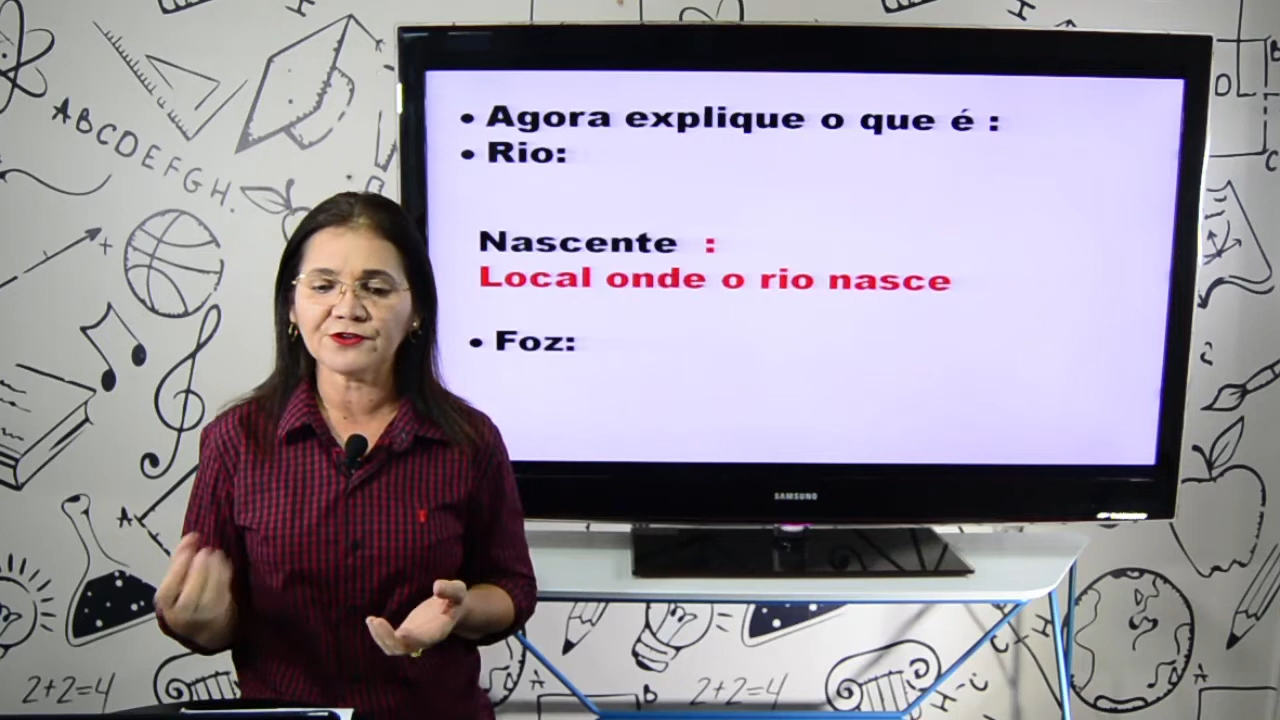 • Agora explique o que é :
• Rio:
Nascente :
Local onde o rio nasce
• Foz:
SAMSUNG
ABCDEFGH.
A
2+2=4
A
B
2+2=4
H-C
C
H
A
D
B
C